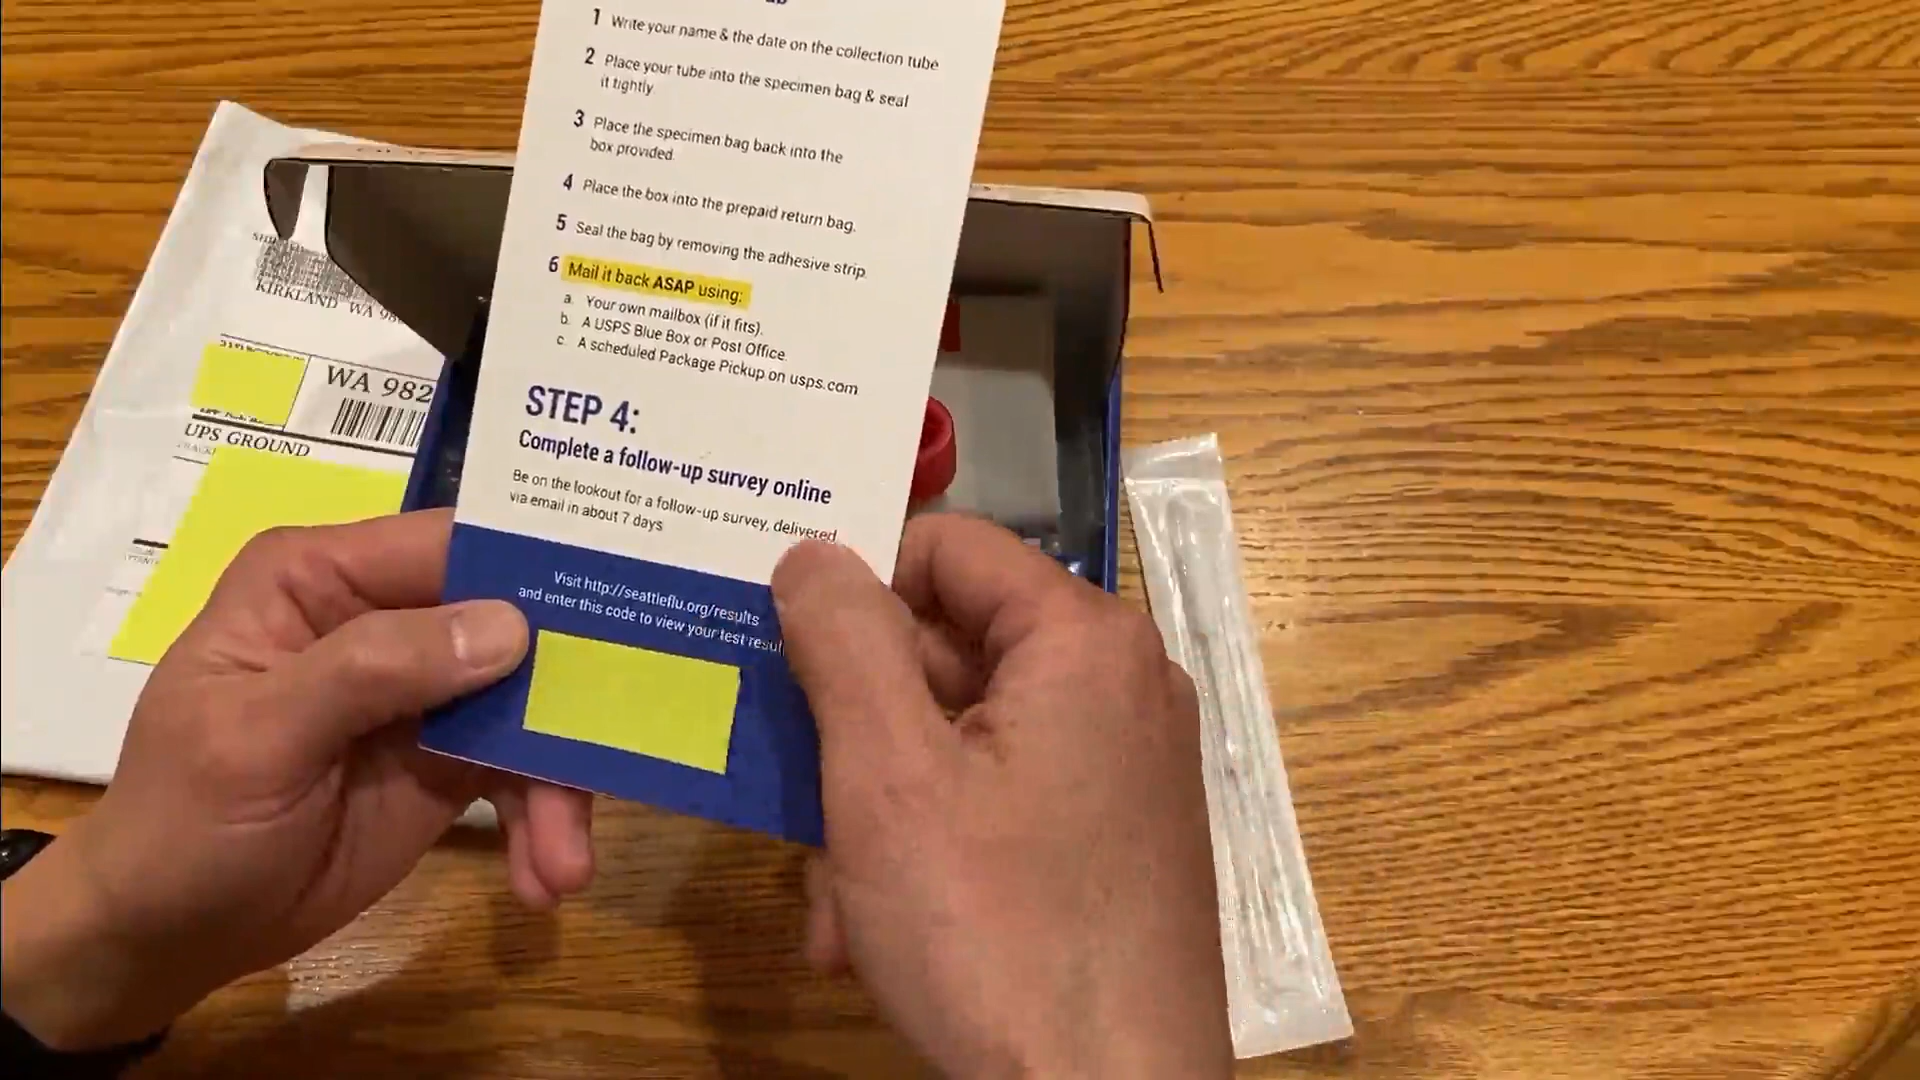 1 Write your name & the date on the collection tube
2 Place your tube into the specimen bag & seal
it tightly.
3 Place the specimen bag back into the
box provided.
4 Place the box into the prepaid return bag.
5 Seal the bag by removing the adhesive strip.
6 Mail it back ASAP using:
a. Your own mailbox (if it fits).
b. A USPS Blue Box or Post Office.
c. A scheduled Package Pickup on usps.com
STEP 4:
Complete a follow-up survey online
Be on the lookout for a follow-up survey, delivered
via email in about 7 days
Visit http://seattleflu.org/results
and enter this code to view your test
KIRKLAND WA
WA 982
UPS GROUND